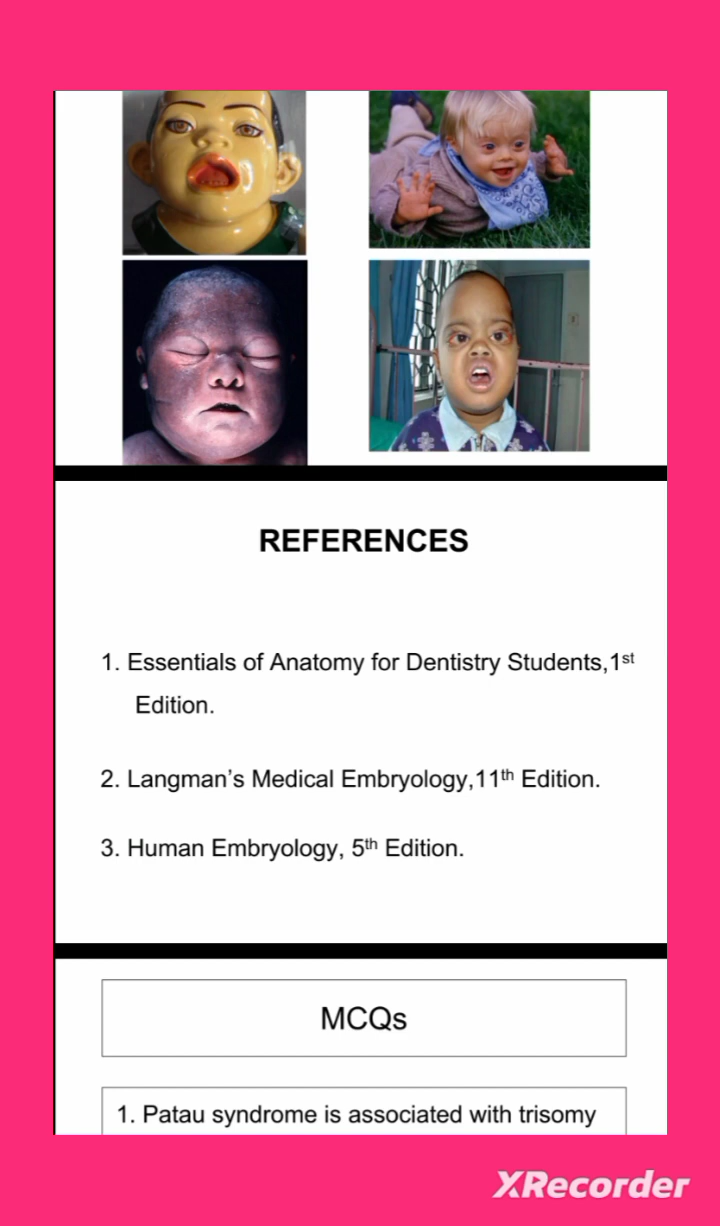 REFERENCES
1. Essentials of Anatomy for Dentistry Students,1st
Edition.
2. Langman’s Medical Embryology,11th Edition.
3. Human Embryology, 5th Edition.
MCQs
1. Patau syndrome is associated with trisomy
XRecorder